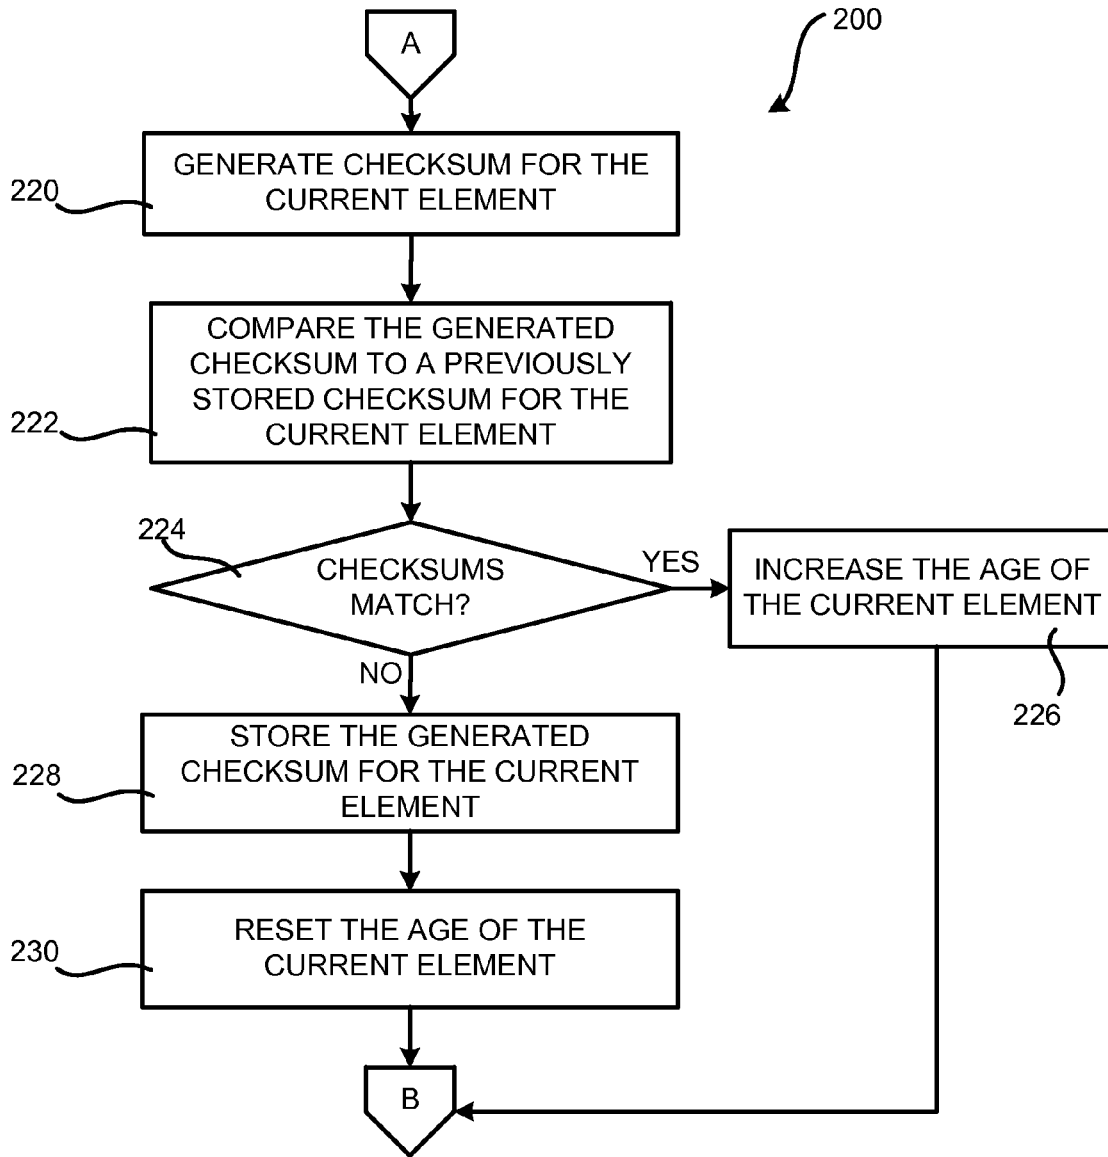 A
200
GENERATE CHECKSUM FOR THE
CURRENT ELEMENT
220
COMPARE THE GENERATED
CHECKSUM TO A PREVIOUSLY
STORED CHECKSUM FOR THE
CURRENT ELEMENT
222
224
CHECKSUMS
MATCH?
YES
INCREASE THE AGE OF
THE CURRENT ELEMENT
226
NO
STORE THE GENERATED
CHECKSUM FOR THE CURRENT
ELEMENT
228
RESET THE AGE OF THE
CURRENT ELEMENT
230
B